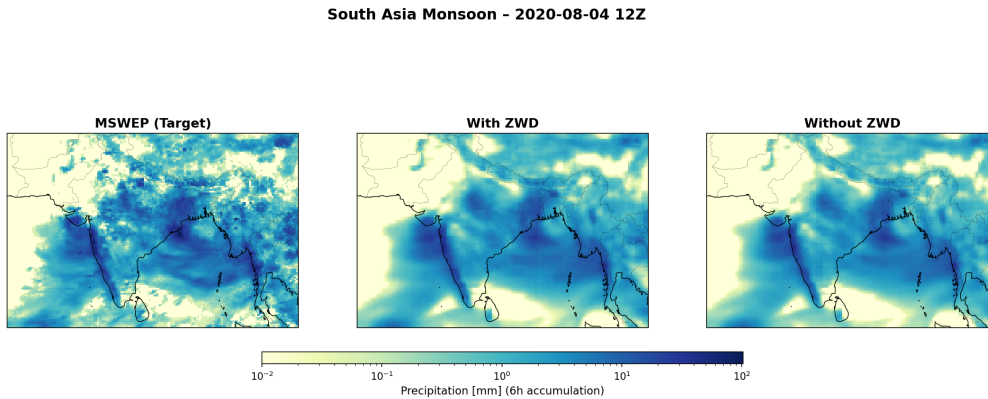 South Asia Monsoon – 2020-08-04 12Z
MSWEP (Target)
With ZWD
Without ZWD
10⁻²
10⁻¹
10⁰
10¹
10²
Precipitation [mm] (6h accumulation)